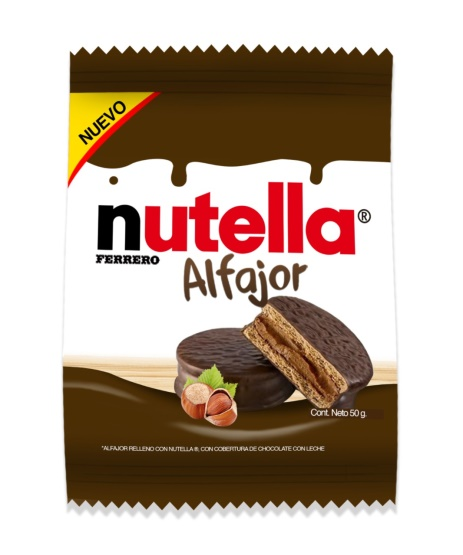 NUEVO
nutella®
FERRERO
Alfajor
Cont. Neto 50 g.
*ALFAJOR RELLENO CON NUTELLA ®, CON COBERTURA DE CHOCOLATE CON LECHE